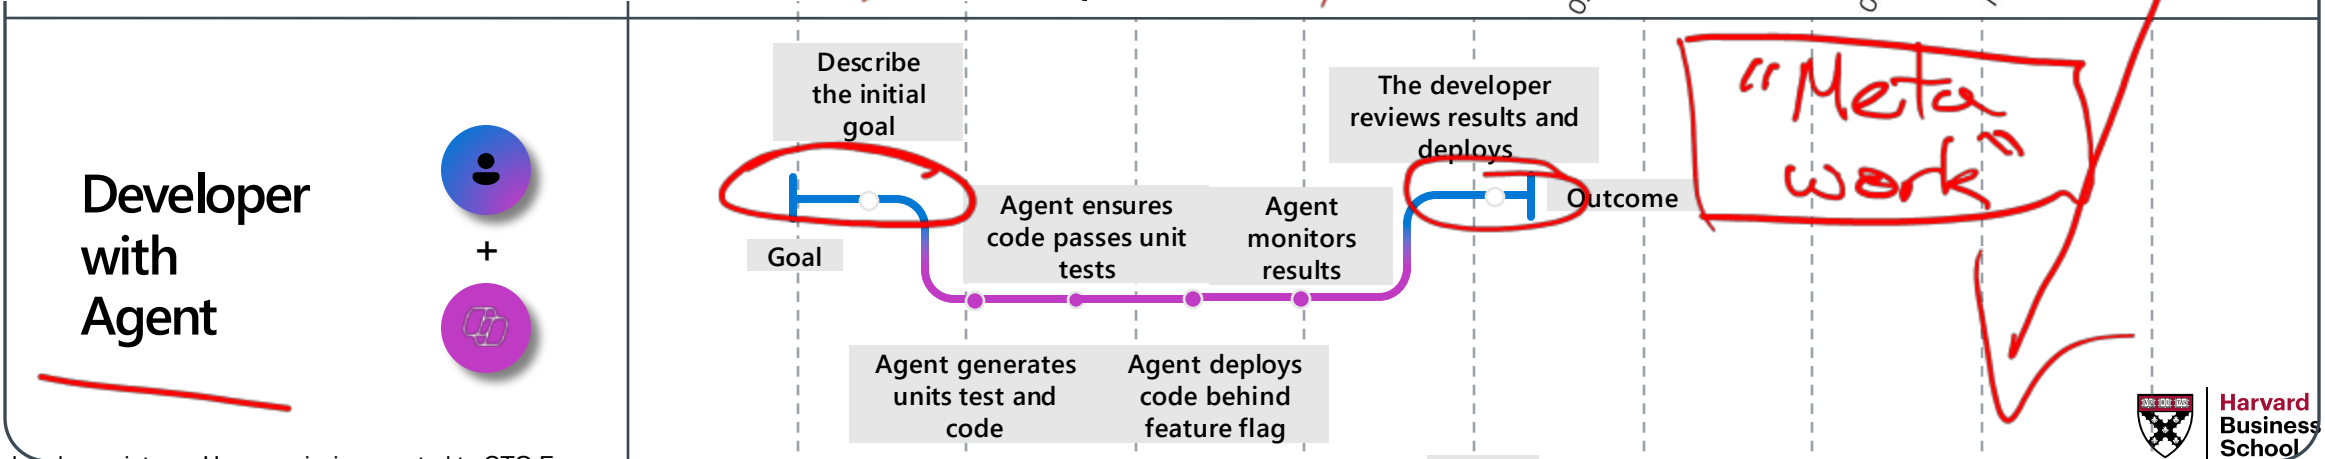 Describe
the initial
goal
The developer
reviews results and
deploys
"Meta
work"
Developer
with
Agent
+
Goal
Agent ensures
code passes unit
tests
Agent
monitors
results
Outcome
Agent generates
units test and
code
Agent deploys
code behind
feature flag
Harvard
Business
School